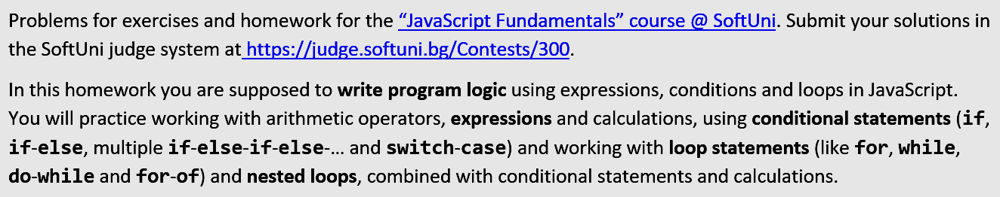 Problems for exercises and homework for the “JavaScript Fundamentals” course @ SoftUni. Submit your solutions in
the SoftUni judge system at https://judge.softuni.bg/Contests/300.
In this homework you are supposed to write program logic using expressions, conditions and loops in JavaScript.
You will practice working with arithmetic operators, expressions and calculations, using conditional statements (if,
if-else, multiple if-else-if-else-… and switch-case) and working with loop statements (like for, while,
do-while and for-of) and nested loops, combined with conditional statements and calculations.